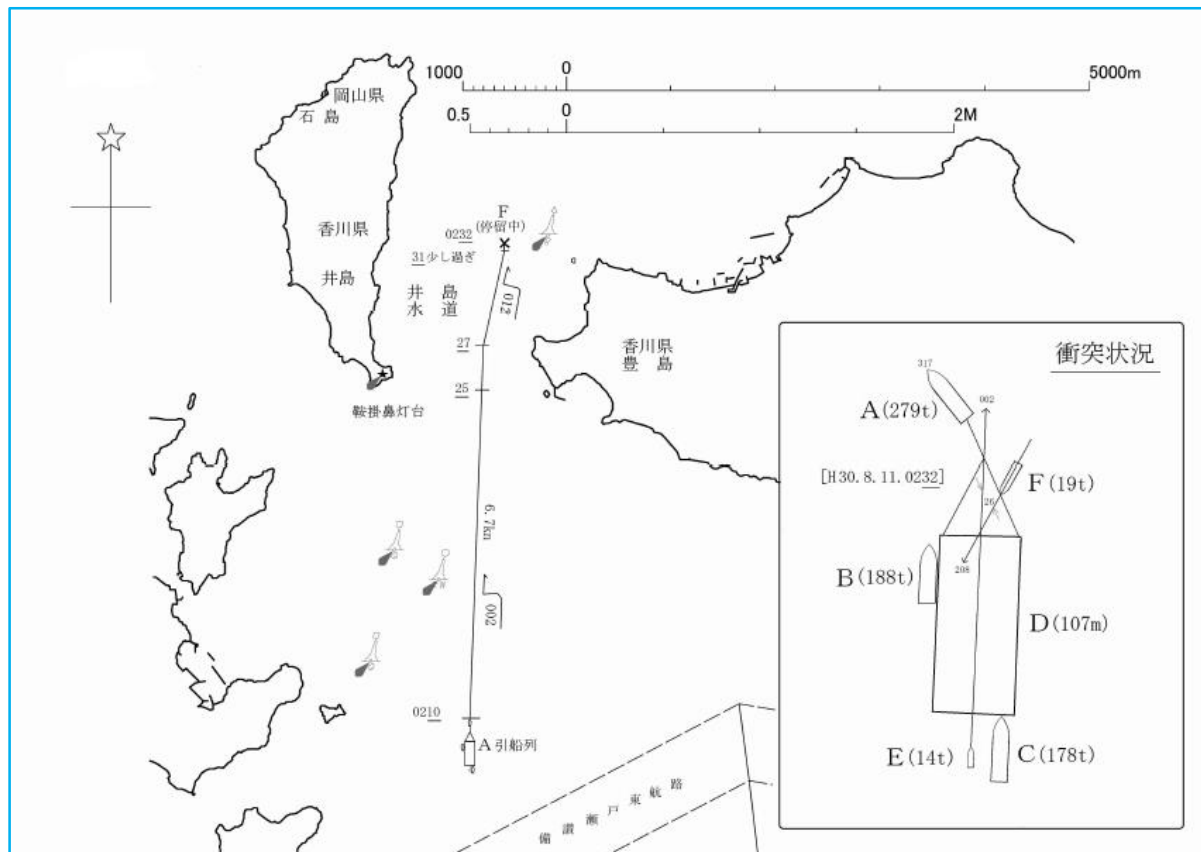 1000 0 5000m
0.5 0 2M
岡山県
石島
香川県
井島
F
(停留中)
0232
31少し過ぎ
井島
水道
012
27
25
鞍掛鼻灯台
香川県
豊島
6.7kn
002
0210
A引船列
備讃瀬戸東航路
衝突状況
317
A(279t)
002
[H30.8.11.0232]
F(19t)
26
208
B(188t)
D(107m)
E(14t)
C(178t)